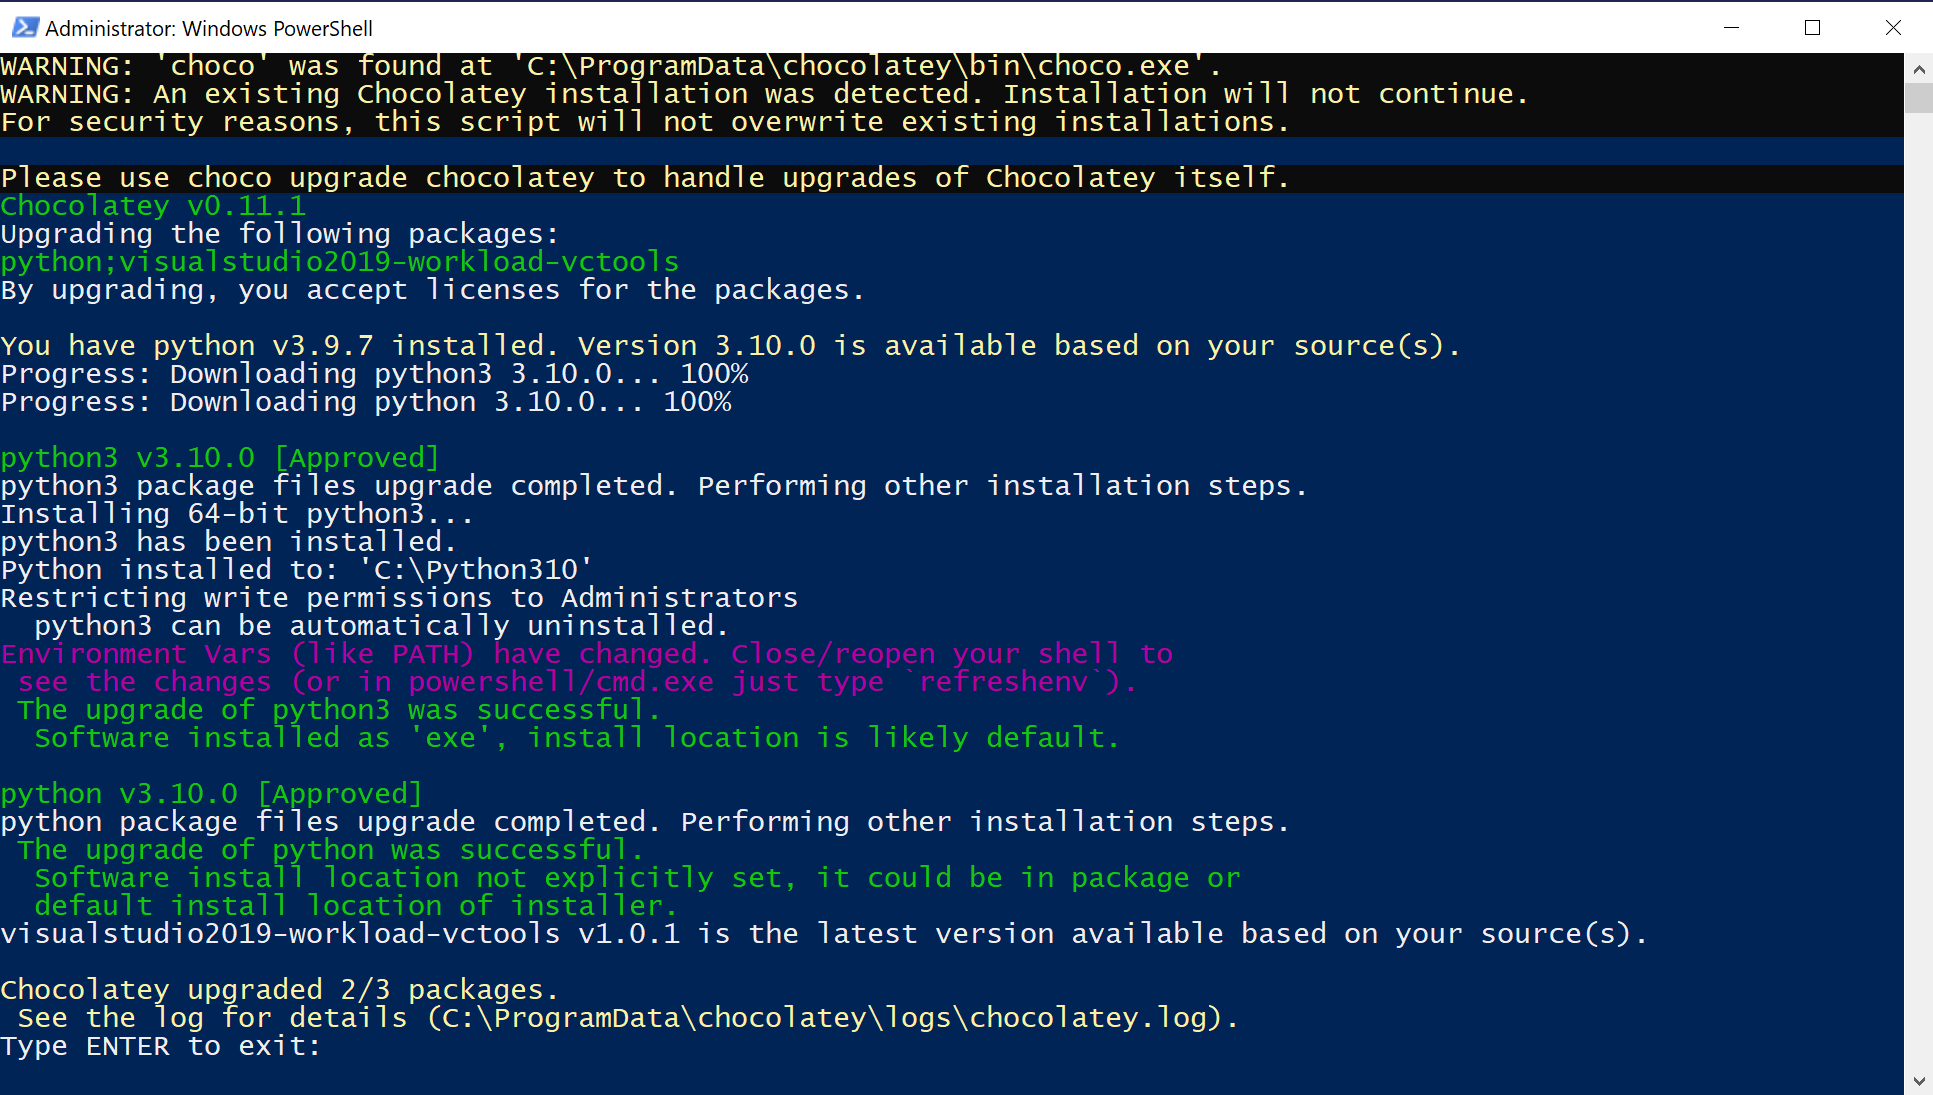 Administrator: Windows PowerShell
WARNING: 'choco' was found at 'C:\ProgramData\chocolatey\bin\choco.exe'.
WARNING: An existing Chocolatey installation was detected. Installation will not continue.
For security reasons, this script will not overwrite existing installations.
Please use choco upgrade chocolatey to handle upgrades of Chocolatey itself.
Chocolatey v0.11.1
Upgrading the following packages:
python;visualstudio2019-workload-vctools
By upgrading, you accept licenses for the packages.
You have python v3.9.7 installed. Version 3.10.0 is available based on your source(s).
Progress: Downloading python3 3.10.0... 100%
Progress: Downloading python 3.10.0... 100%
python3 v3.10.0 [Approved]
python3 package files upgrade completed. Performing other installation steps.
Installing 64-bit python3...
python3 has been installed.
Python installed to: 'C:\Python310'
Restricting write permissions to Administrators
  python3 can be automatically uninstalled.
Environment Vars (like PATH) have changed. Close/reopen your shell to
 see the changes (or in powershell/cmd.exe just type `refreshenv`).
 The upgrade of python3 was successful.
  Software installed as 'exe', install location is likely default.
python v3.10.0 [Approved]
python package files upgrade completed. Performing other installation steps.
 The upgrade of python was successful.
  Software install location not explicitly set, it could be in package or
  default install location of installer.
visualstudio2019-workload-vctools v1.0.1 is the latest version available based on your source(s).
Chocolatey upgraded 2/3 packages.
 See the log for details (C:\ProgramData\chocolatey\logs\chocolatey.log).
Type ENTER to exit: